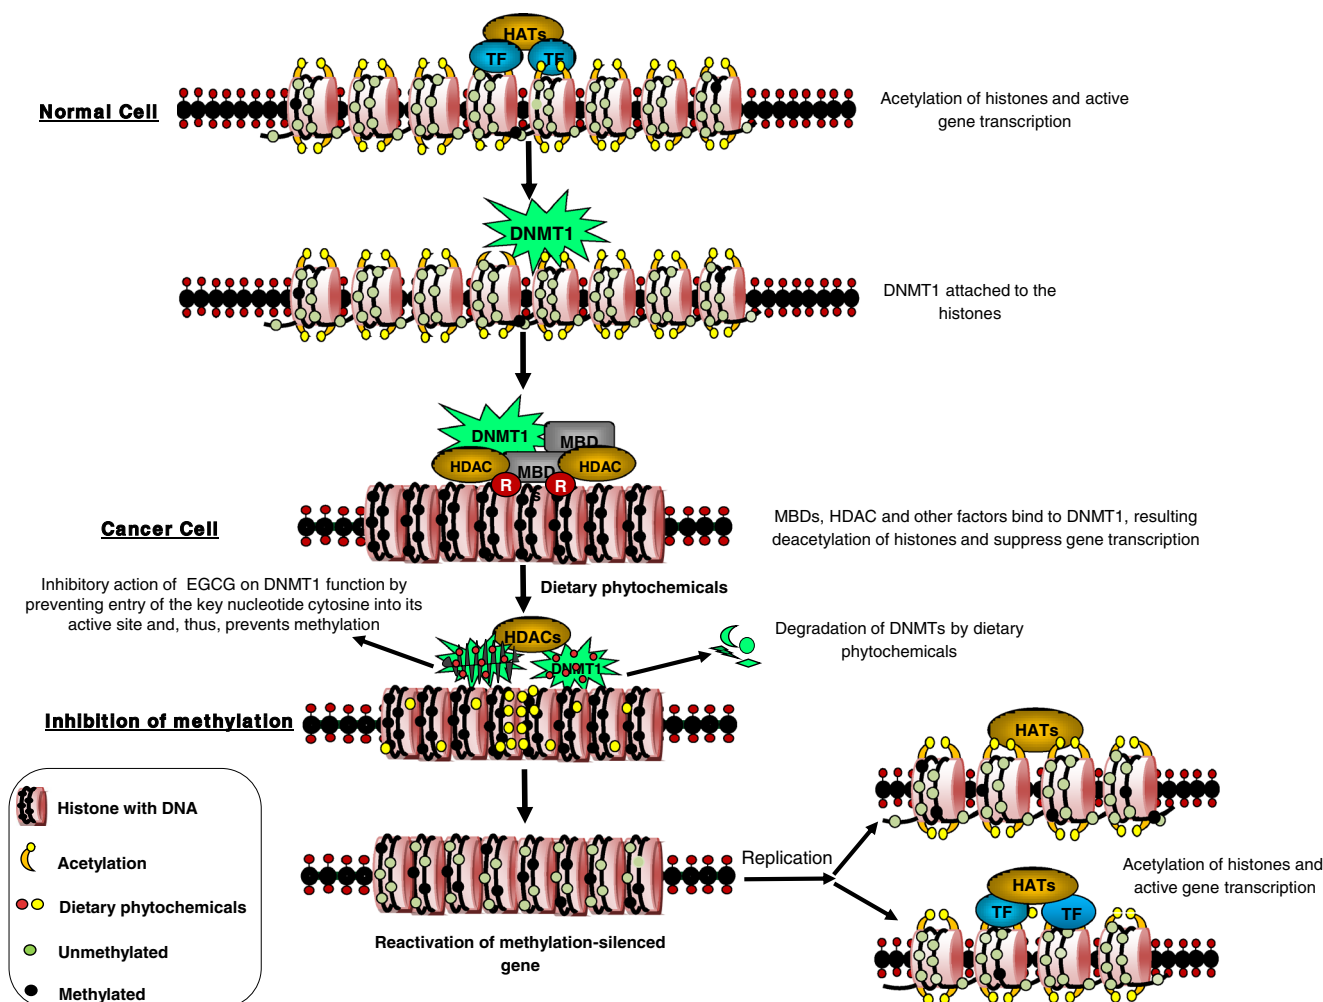 HATs
TF
TF
Normal Cell
Acetylation of histones and active
gene transcription
DNMT1
DNMT1 attached to the
histones
DNMT1
MBD
HDAC
MBD
s
HDAC
R
R
Cancer Cell
MBDs, HDAC and other factors bind to DNMT1, resulting
deacetylation of histones and suppress gene transcription
Inhibitory action of EGCG on DNMT1 function by
preventing entry of the key nucleotide cytosine into its
active site and, thus, prevents methylation
Dietary phytochemicals
HDACs
DNMT1
Degradation of DNMTs by dietary
phytochemicals
Inhibition of methylation
HATs
Histone with DNA
Acetylation
Dietary phytochemicals
Unmethylated
Methylated
Reactivation of methylation-silenced
gene
Replication
Acetylation of histones and
active gene transcription
HATs
TF
TF